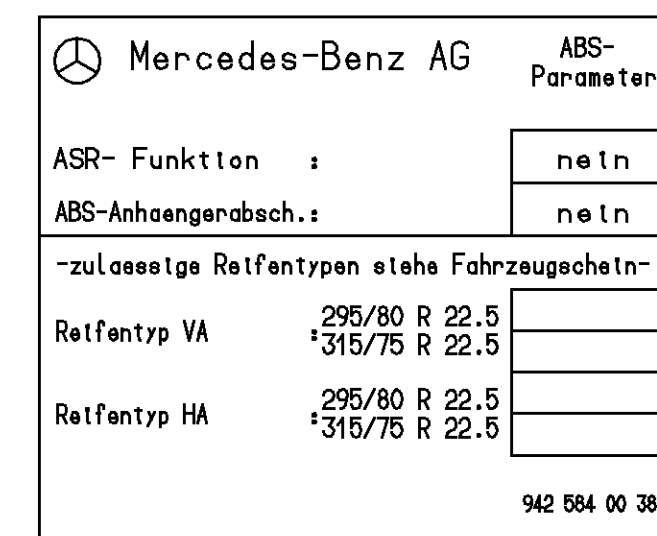 Mercedes-Benz AG
ABS-
Parameter
ASR- Funktion : nein
ABS-Anhaengerabsch.: nein
-zulaessige Reifentypen siehe Fahrzeugschein-
Reifentyp VA :295/80 R 22.5
315/75 R 22.5
Reifentyp HA :295/80 R 22.5
315/75 R 22.5
942 584 00 38